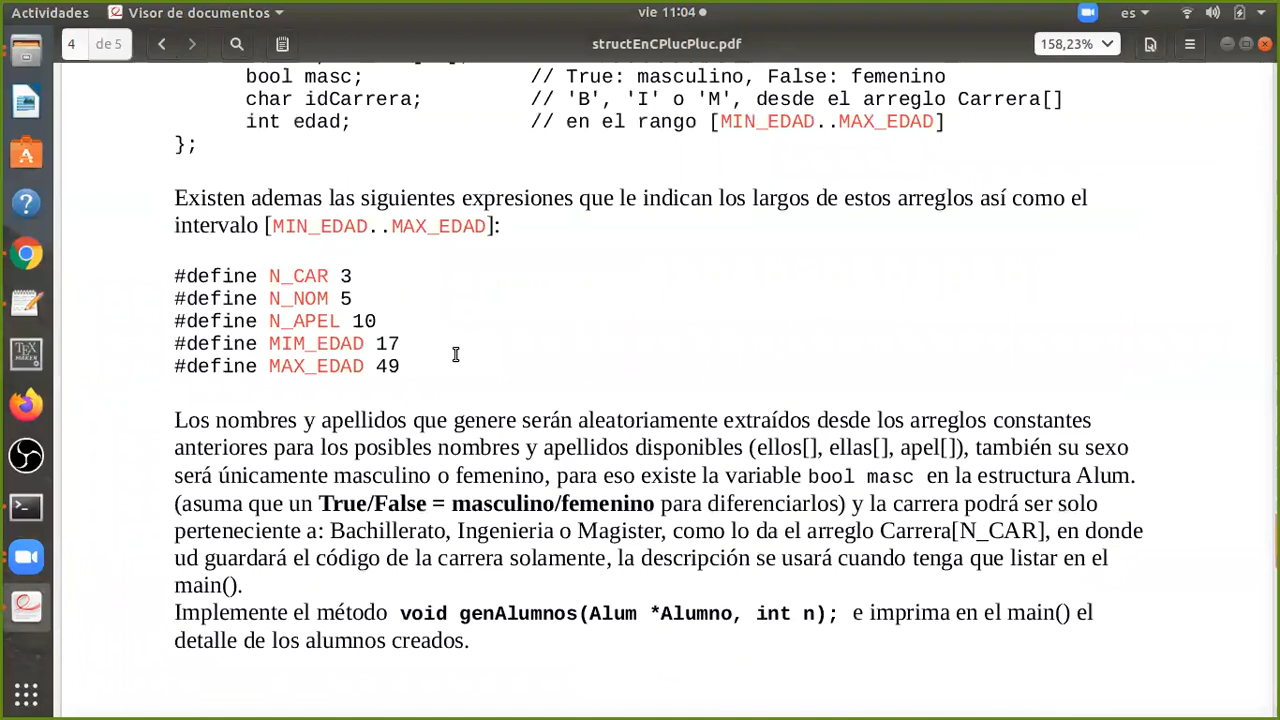 Actividades Visor de documentos vie 11:04 es
4 de 5 structEnCPlucPluc.pdf 158,23%
bool masc; // True: masculino, False: femenino
char idCarrera; // 'B', 'I' o 'M', desde el arreglo Carrera[]
int edad; // en el rango [MIN_EDAD..MAX_EDAD]
};
Existen ademas las siguientes expresiones que le indican los largos de estos arreglos así como el
intervalo [MIN_EDAD..MAX_EDAD]:
#define N_CAR 3
#define N_NOM 5
#define N_APEL 10
#define MIM_EDAD 17
#define MAX_EDAD 49
Los nombres y apellidos que genere serán aleatoriamente extraídos desde los arreglos constantes
anteriores para los posibles nombres y apellidos disponibles (ellos[], ellas[], apel[]), también su sexo
será únicamente masculino o femenino, para eso existe la variable bool masc en la estructura Alum.
(asuma que un True/False = masculino/femenino para diferenciarlos) y la carrera podrá ser solo
perteneciente a: Bachillerato, Ingenieria o Magister, como lo da el arreglo Carrera[N_CAR], en donde
ud guardará el código de la carrera solamente, la descripción se usará cuando tenga que listar en el
main().
Implemente el método void genAlumnos(Alum *Alumno, int n); e imprima en el main() el
detalle de los alumnos creados.